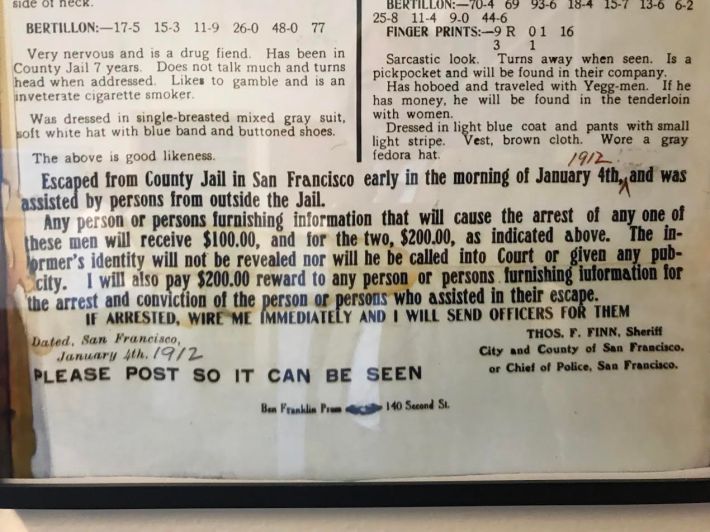 side of neck.
BERTILLON:—17-5 15-3 11-9 26-0 48-0 77
Very nervous and is a drug fiend. Has been in
County Jail 7 years. Does not talk much and turns
head when addressed. Likes to gamble and is an
inveterate cigarette smoker.
Was dressed in single-breasted mixed gray suit,
soft white hat with blue band and buttoned shoes.
The above is good likeness.
BERTILLON:—70-4 69 93-6 18-4 15-7 13-6 6-2
25-8 11-4 9-0 44-6
FINGER PRINTS:—9 R 0 1 16
3 1
Sarcastic look. Turns away when seen. Is a
pickpocket and will be found in their company.
Has hoboed and traveled with Yegg-men. If he
has money, he will be found in the tenderloin
with women.
Dressed in light blue coat and pants with small
light stripe. Vest, brown cloth. Wore a gray
fedora hat.
1912
Escaped from County Jail in San Francisco early in the morning of January 4th, and was
assisted by persons from outside the Jail.
Any person or persons furnishing information that will cause the arrest of any one of
these men will receive $100.00, and for the two, $200.00, as indicated above. The in-
ormer's identity will not be revealed nor will he be called into Court or given any pub-
city. I will also pay $200.00 reward to any person or persons furnishing iuformation for
the arrest and conviction of the person or persons who assisted in their escape.
IF ARRESTED, WIRE ME IMMEDIATELY AND I WILL SEND OFFICERS FOR THEM
Dated, San Francisco,
January 4th. 1912
THOS. F. FINN, Sheriff
City and County of San Francisco.
or Chief of Police, San Francisco.
PLEASE POST SO IT CAN BE SEEN
Ben Franklin Press 140 Second St.